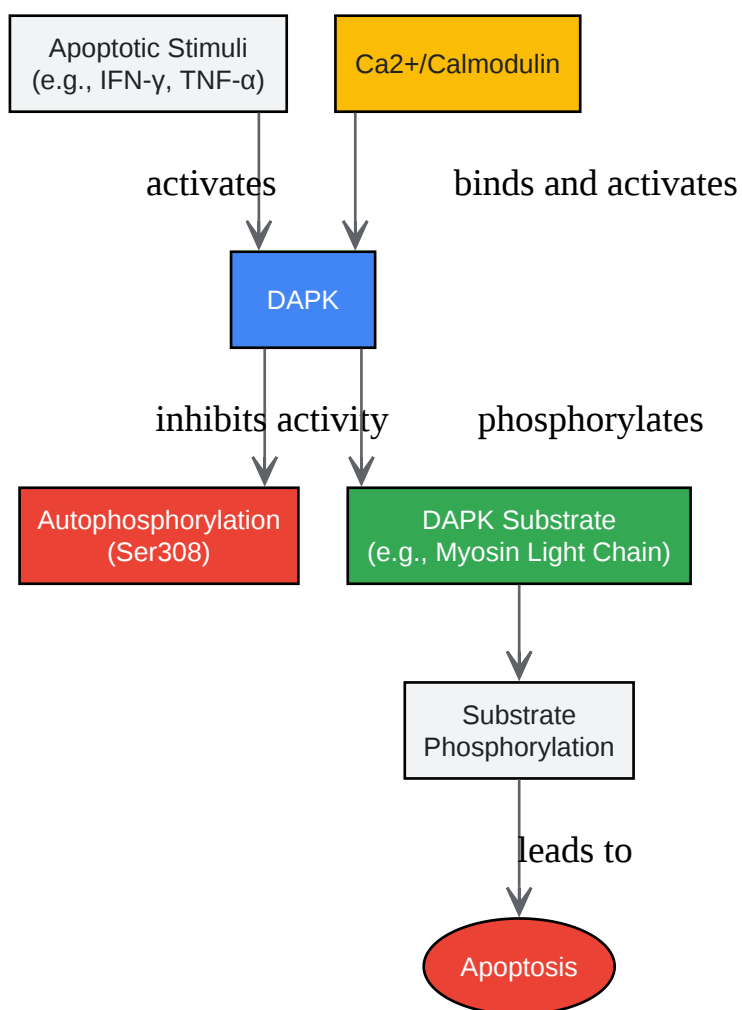 Apoptotic Stimuli
(e.g., IFN-γ, TNF-α)
Ca2+/Calmodulin
activates
binds and activates
DAPK
inhibits activity
phosphorylates
Autophosphorylation
(Ser308)
DAPK Substrate
(e.g., Myosin Light Chain)
Substrate
Phosphorylation
leads to
Apoptosis